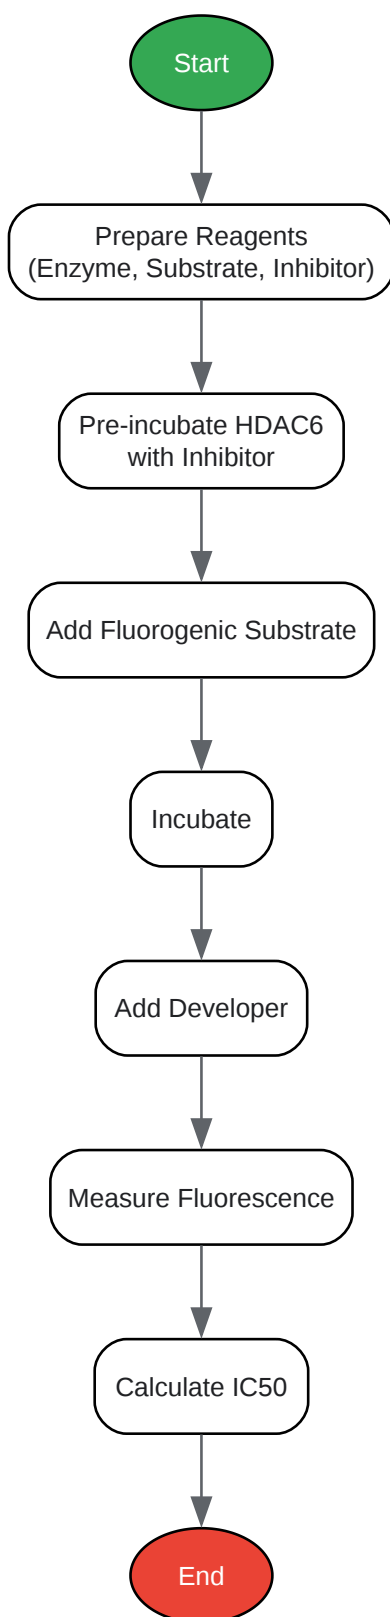 Start
Prepare Reagents
(Enzyme, Substrate, Inhibitor)
Pre-incubate HDAC6
with Inhibitor
Add Fluorogenic Substrate
Incubate
Add Developer
Measure Fluorescence
Calculate IC50
End